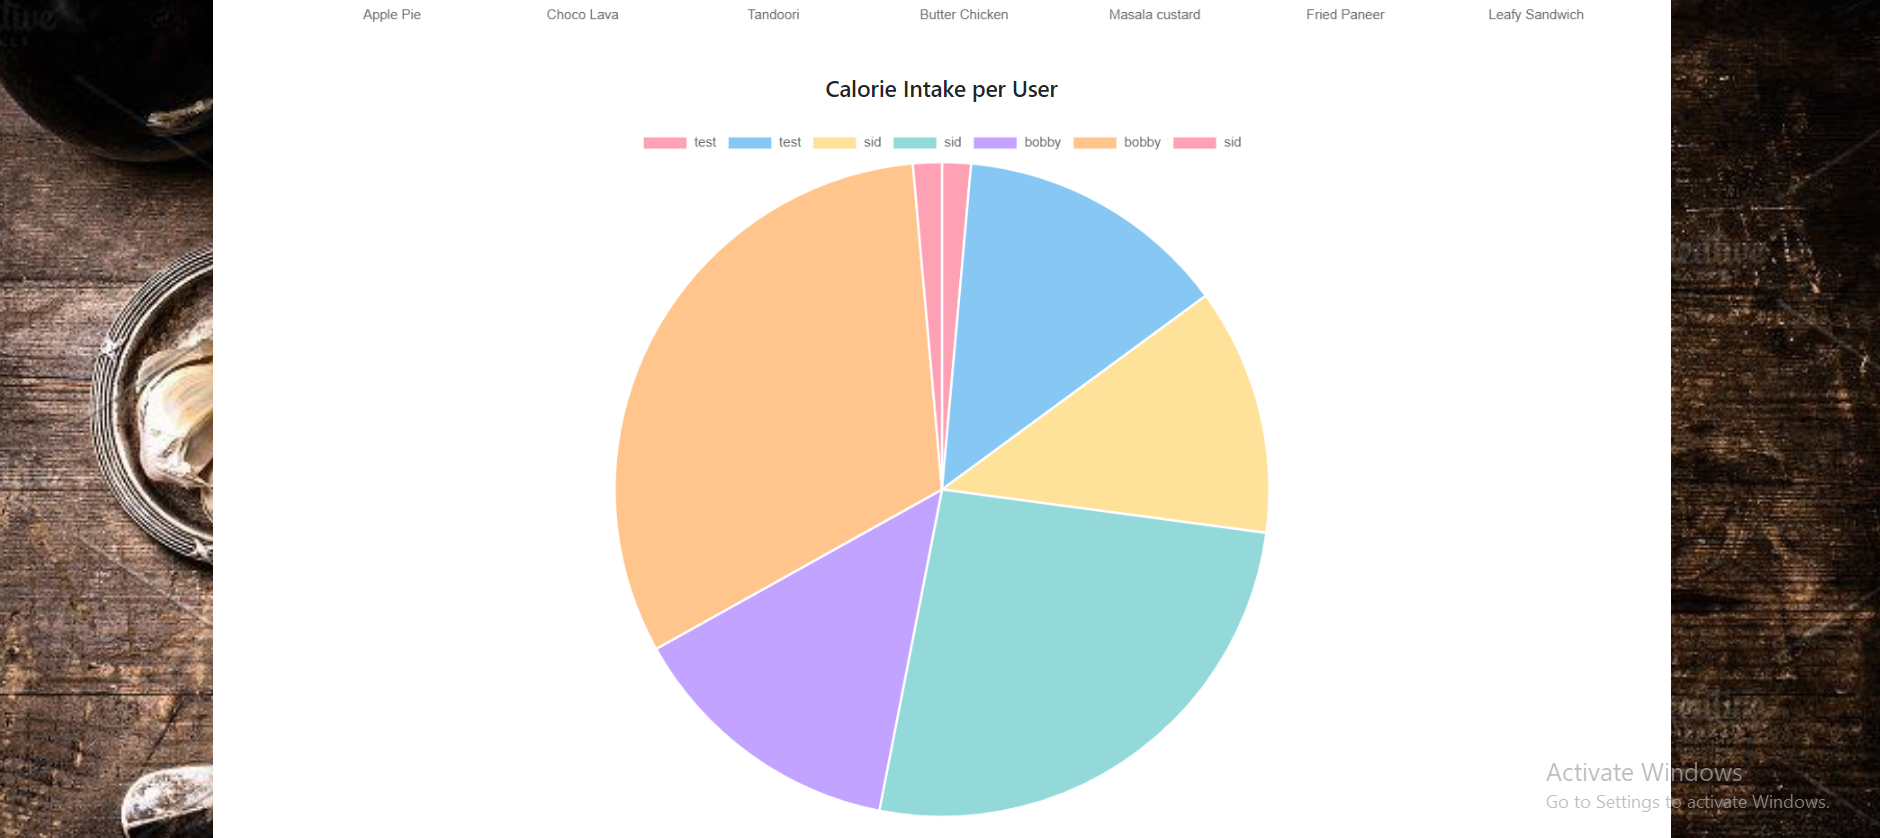 Apple Pie Choco Lava Tandoori Butter Chicken Masala custard Fried Paneer Leafy Sandwich
Calorie Intake per User
test test sid sid bobby bobby sid
Activate Windows
Go to Settings to activate Windows.